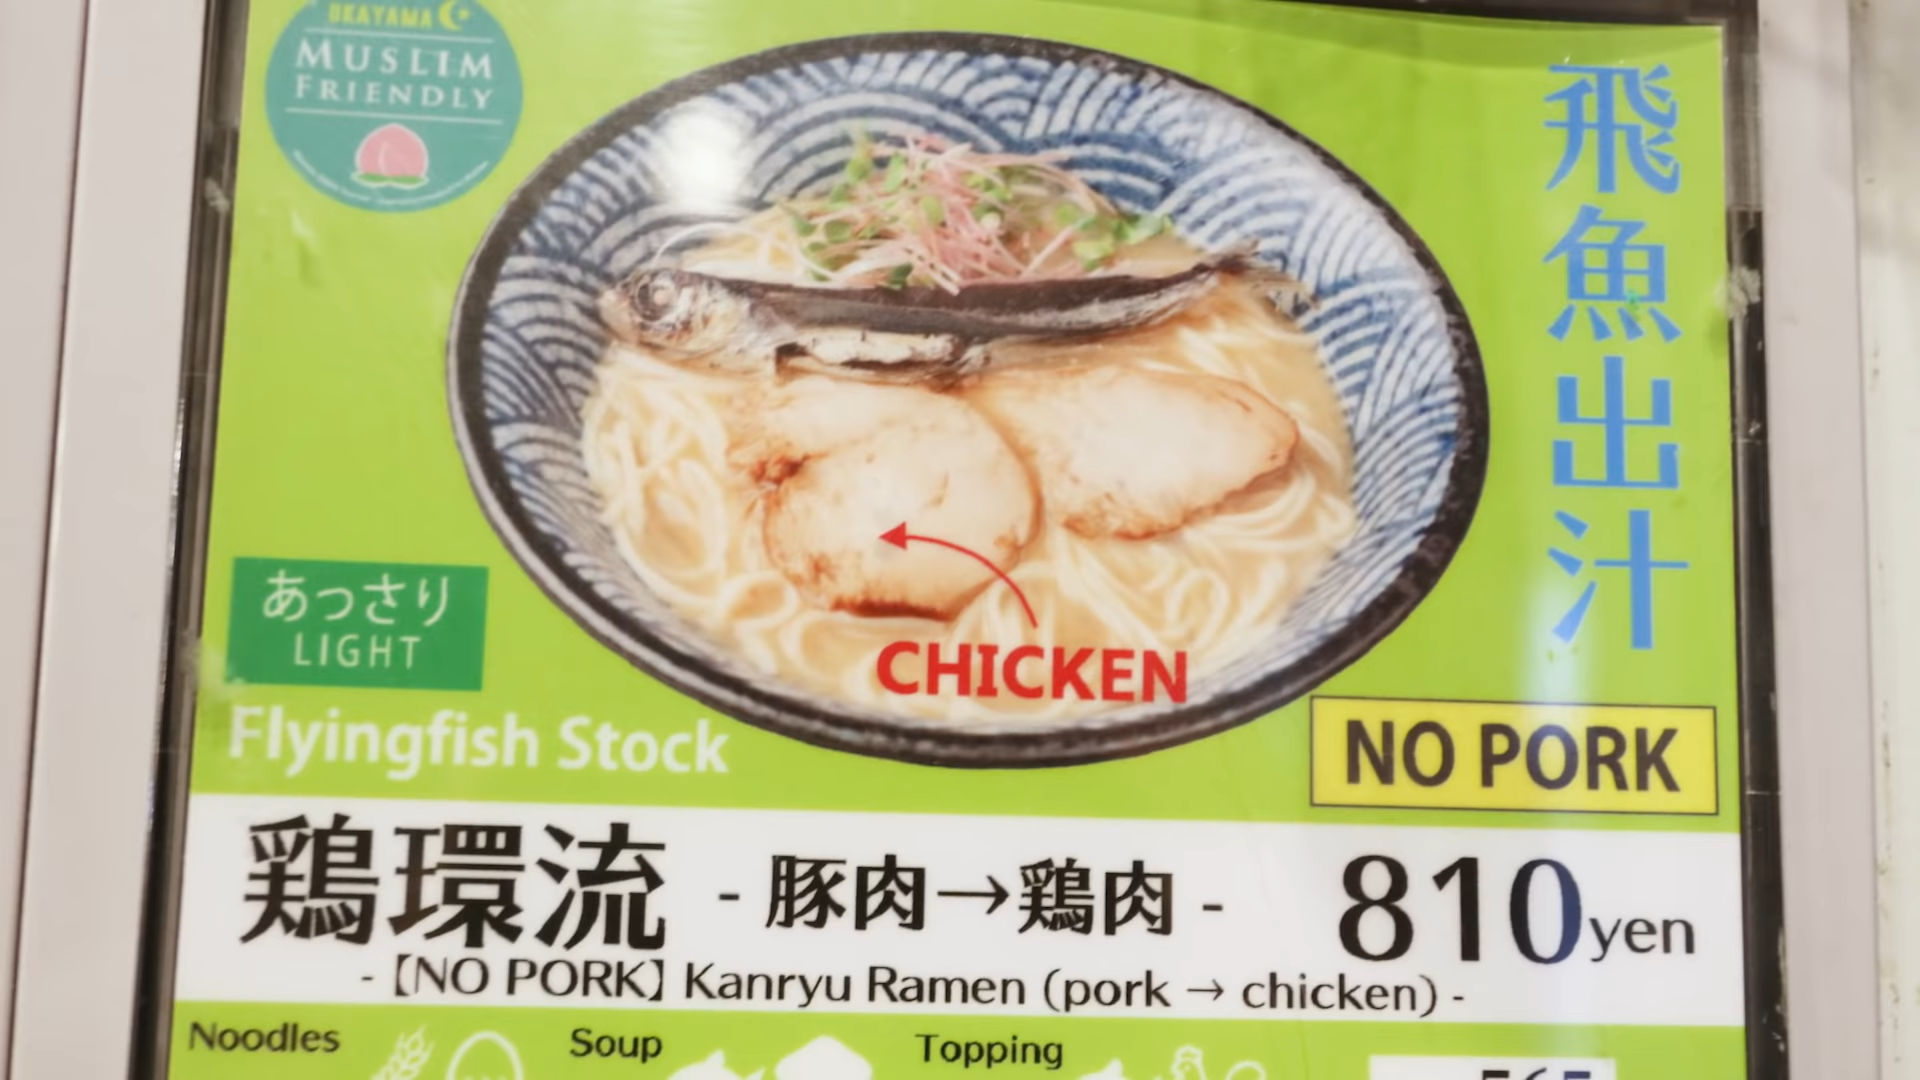 OKAYAMA
MUSLIM
FRIENDLY
飛魚出汁
CHICKEN
あっさり
LIGHT
Flyingfish Stock
NO PORK
鶏環流 - 豚肉→鶏肉 - 810yen
- 【NO PORK】 Kanryu Ramen (pork → chicken) -
Noodles Soup Topping